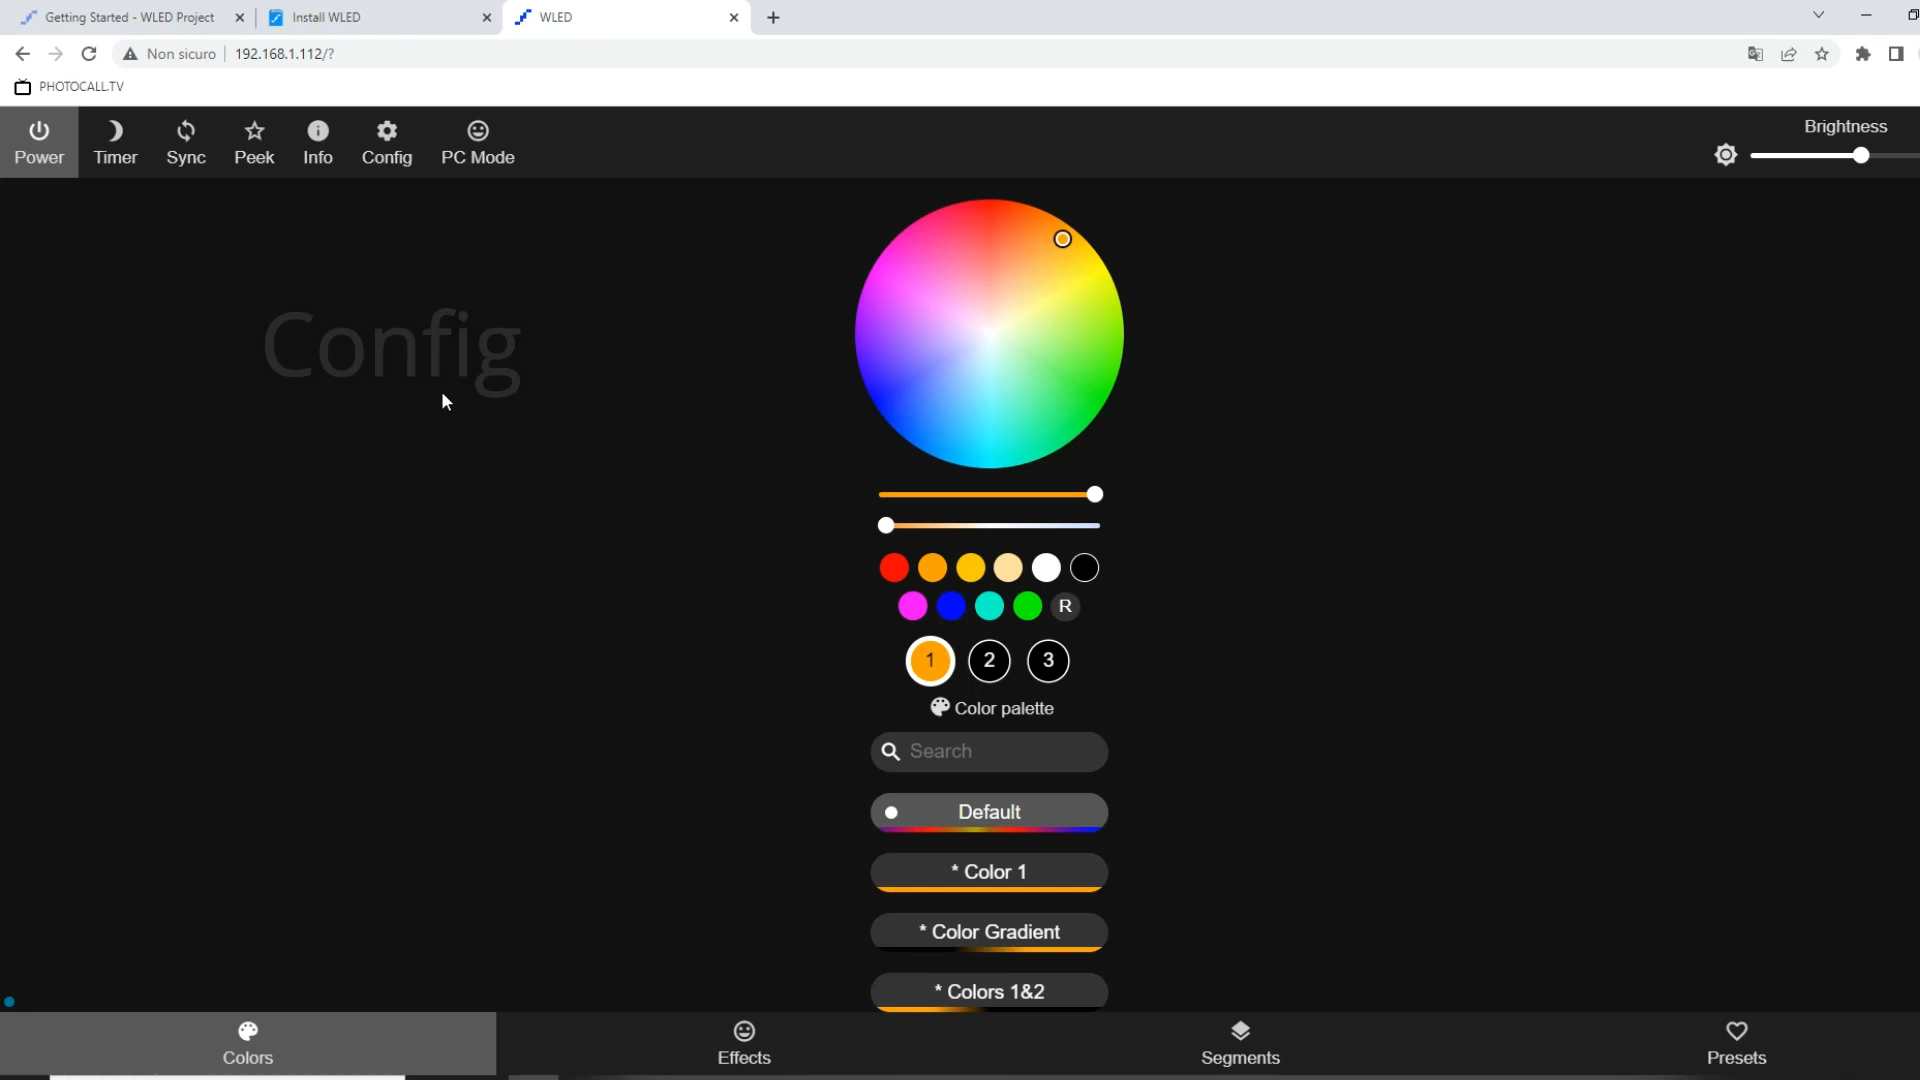 Getting Started - WLED Project
Install WLED
WLED
Non sicuro
192.168.1.112/?
PHOTOCALL.TV
Power
Timer
Sync
Peek
Info
Config
PC Mode
Brightness
Config
R
1
2
3
Color palette
Search
Default
* Color 1
* Color Gradient
* Colors 1&2
Colors
Effects
Segments
Presets